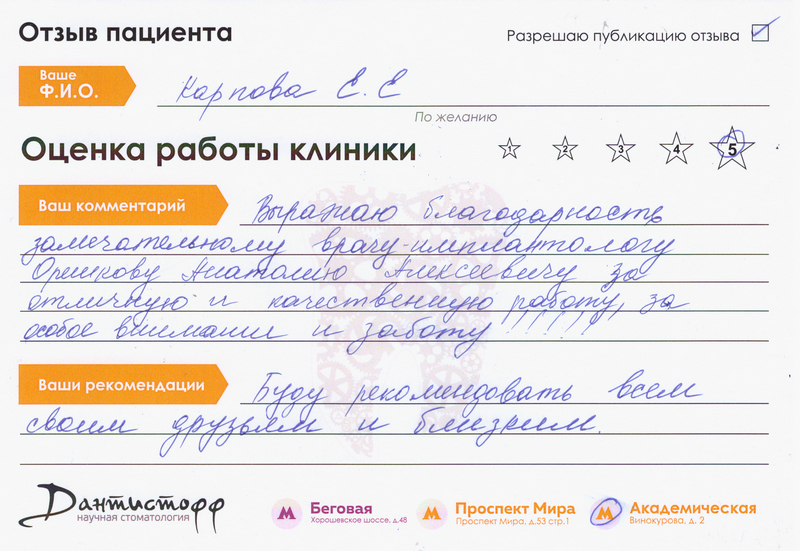 Отзыв пациента
Разрешаю публикацию отзыва
Ваше
Ф.И.О.
Карпова Е. Е
По желанию
Оценка работы клиники
1 2 3 4 5
Ваш комментарий
Выражаю благодарность
замечательному врачу-имплантологу
Орешкову Анатолию Алексеевичу за
отличную и качественную работу, за
особое внимании и заботу !!!!!!
Ваши рекомендации
Буду рекомендовать всем
своим друзьям и близким.
Дантистофф
научная стоматология
М Беговая
Хорошевское шоссе, д.48
М Проспект Мира
Проспект Мира, д.53 стр.1
М Академическая
Винокурова, д. 2